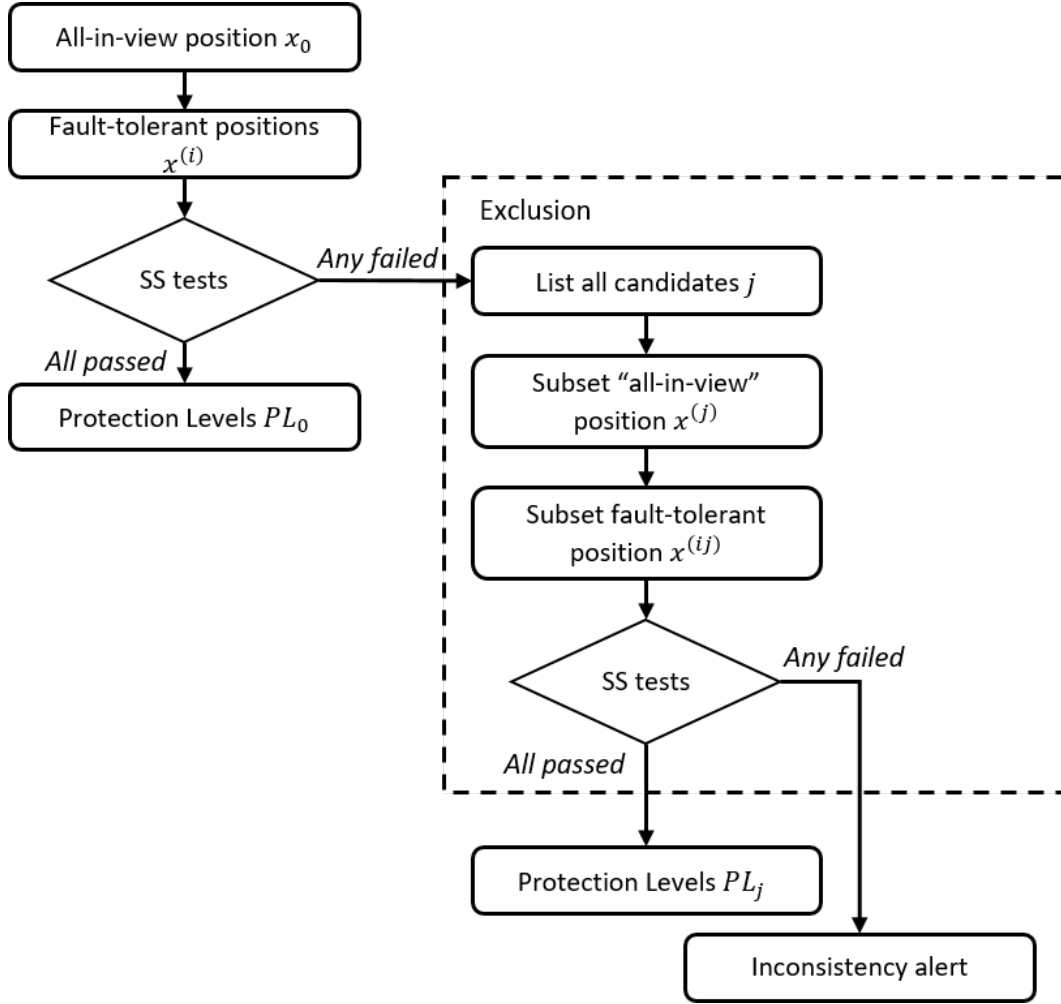 All-in-view position x₀
Fault-tolerant positions
x⁽ⁱ⁾
SS tests
Any failed
All passed
Protection Levels PL₀
Exclusion
List all candidates j
Subset “all-in-view”
position x⁽ʲ⁾
Subset fault-tolerant
position x⁽ⁱʲ⁾
SS tests
Any failed
All passed
Protection Levels PLⱼ
Inconsistency alert